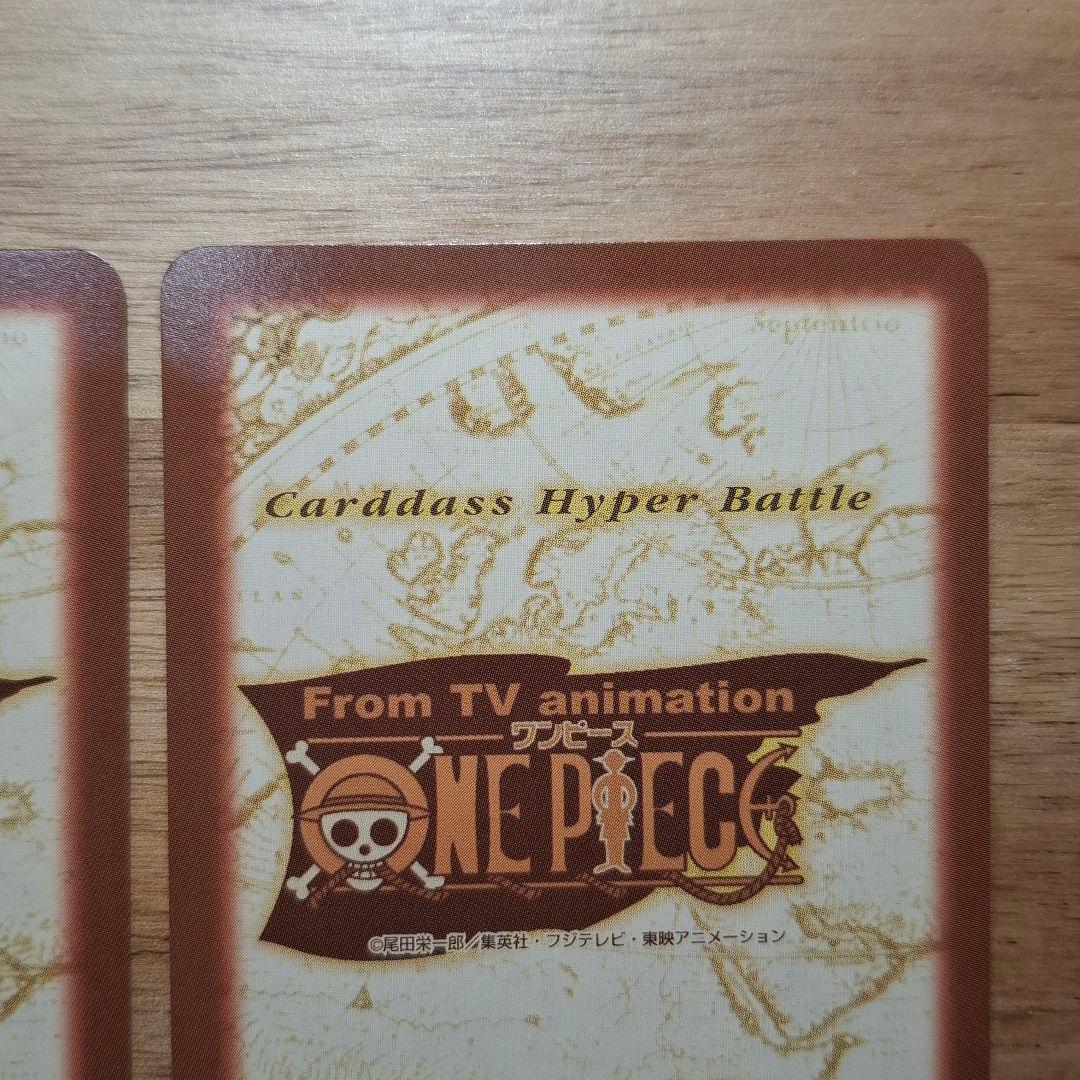 Septentrio
Carddass Hyper Battle
From TV animation
ワンピース
ONE PIECE
©尾田栄一郎／集英社・フジテレビ・東映アニメーション